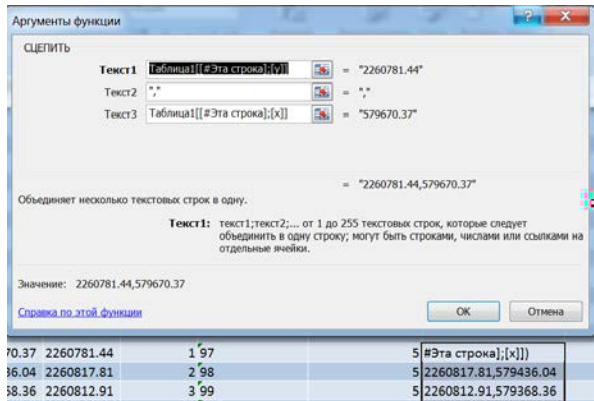 Аргументы функции
СЦЕПИТЬ
Текст1 Таблица1[[#Эта строка];[y]] = "2260781.44"
Текст2 "," = ","
Текст3 Таблица1[[#Эта строка];[x]] = "579670.37"
= "2260781.44,579670.37"
Объединяет несколько текстовых строк в одну.
Текст1: текст1;текст2;... от 1 до 255 текстовых строк, которые следует
объединить в одну строку; могут быть строками, числами или ссылками на
отдельные ячейки.
Значение: 2260781.44,579670.37
Справка по этой функции
ОК Отмена
70.37 2260781.44 1 97 5 #Эта строка];[x]])
36.04 2260817.81 2 98 5 2260817.81,579436.04
58.36 2260812.91 3 99 5 2260812.91,579368.36